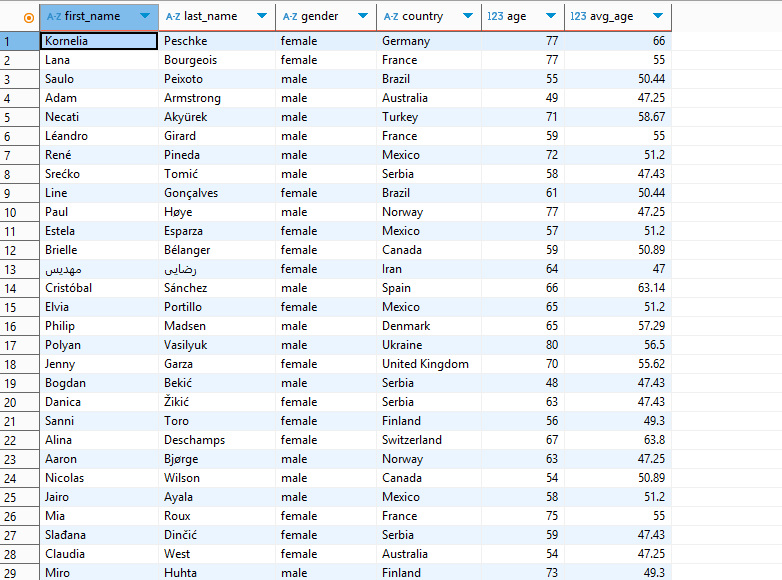 A-Z first_name A-Z last_name A-Z gender A-Z country 123 age 123 avg_age
1 Kornelia Peschke female Germany 77 66
2 Lana Bourgeois female France 77 55
3 Saulo Peixoto male Brazil 55 50.44
4 Adam Armstrong male Australia 49 47.25
5 Necati Akyürek male Turkey 71 58.67
6 Léandro Girard male France 59 55
7 René Pineda male Mexico 72 51.2
8 Srećko Tomić male Serbia 58 47.43
9 Line Gonçalves female Brazil 61 50.44
10 Paul Høye male Norway 77 47.25
11 Estela Esparza female Mexico 57 51.2
12 Brielle Bélanger female Canada 59 50.89
13 مهدیس رضایی female Iran 64 47
14 Cristóbal Sánchez male Spain 66 63.14
15 Elvia Portillo female Mexico 65 51.2
16 Philip Madsen male Denmark 65 57.29
17 Polyan Vasilyuk male Ukraine 80 56.5
18 Jenny Garza female United Kingdom 70 55.62
19 Bogdan Bekić male Serbia 48 47.43
20 Danica Žikić female Serbia 63 47.43
21 Sanni Toro female Finland 56 49.3
22 Alina Deschamps female Switzerland 67 63.8
23 Aaron Bjørge male Norway 63 47.25
24 Nicolas Wilson male Canada 54 50.89
25 Jairo Ayala male Mexico 58 51.2
26 Mia Roux female France 75 55
27 Slađana Dinčić female Serbia 59 47.43
28 Claudia West female Australia 54 47.25
29 Miro Huhta male Finland 73 49.3